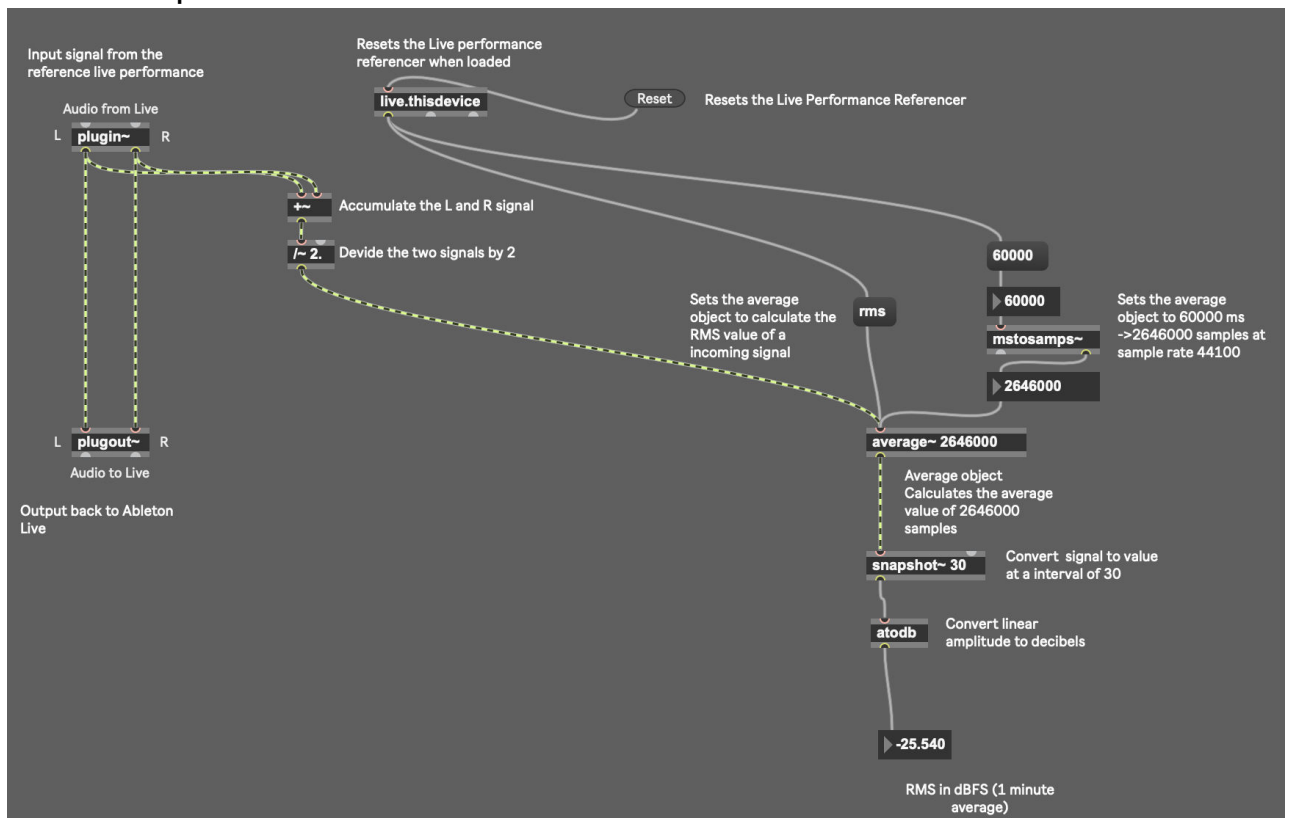 Input signal from the
reference live performance
Audio from Live
L
plugin~
R
Resets the Live performance
referencer when loaded
live.thisdevice
Reset
Resets the Live Performance Referencer
+~
Accumulate the L and R signal
/~ 2.
Devide the two signals by 2
60000
60000
Sets the average
object to 60000 ms
->2646000 samples at
sample rate 44100
mstosamps~
2646000
Sets the average
object to calculate the
RMS value of a
incoming signal
rms
L
plugout~
R
Audio to Live
Output back to Ableton
Live
average~ 2646000
Average object
Calculates the average
value of 2646000
samples
snapshot~ 30
Convert signal to value
at a interval of 30
atodb
Convert linear
amplitude to decibels
-25.540
RMS in dBFS (1 minute
average)